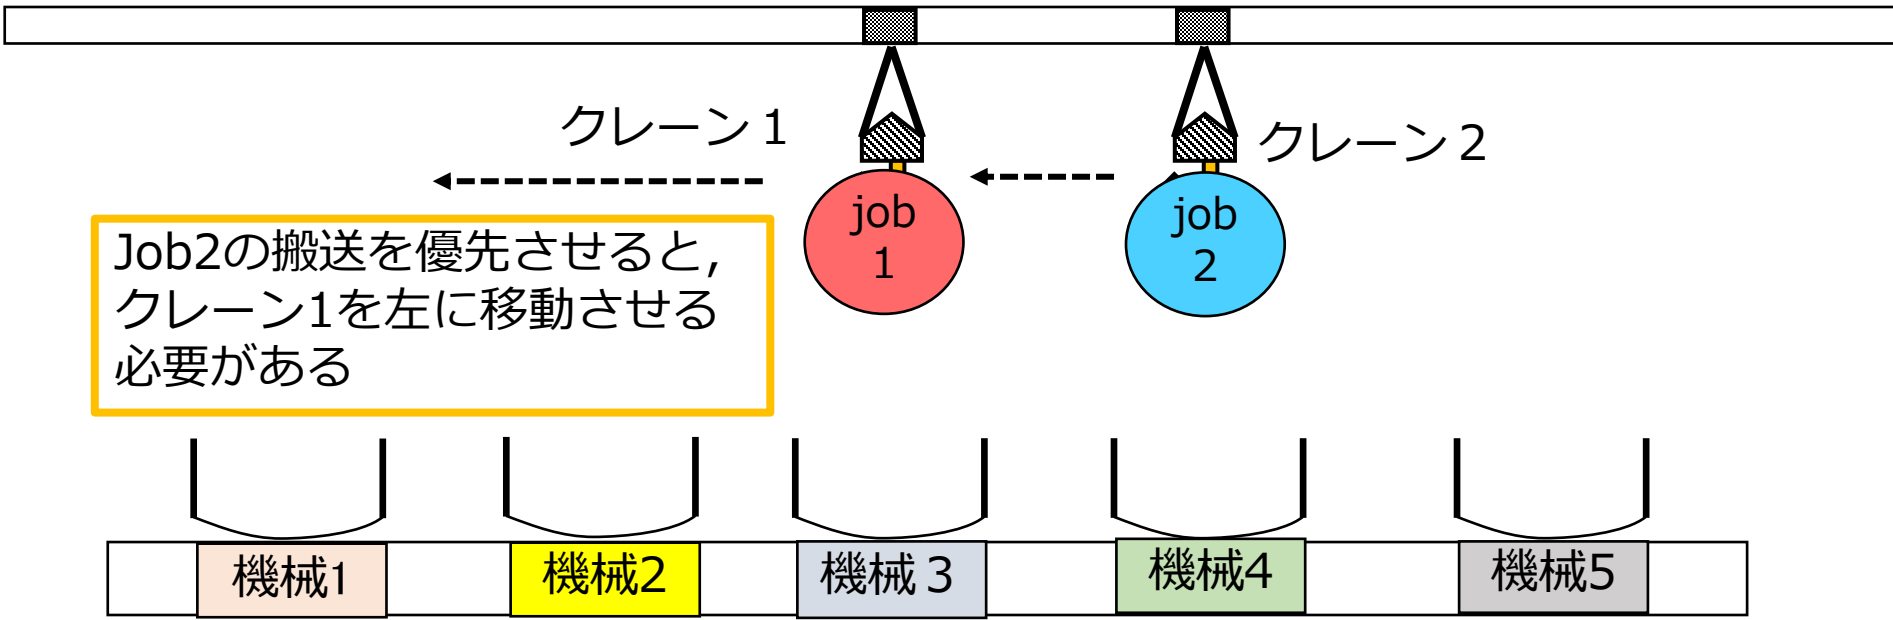 クレーン１
クレーン２
job
1
job
2
Job2の搬送を優先させると,
クレーン1を左に移動させる
必要がある
機械1
機械2
機械３
機械4
機械5